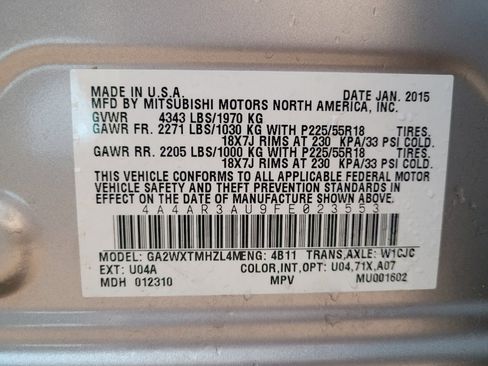 MADE IN U.S.A. DATE JAN. 2015
MFD BY MITSUBISHI MOTORS NORTH AMERICA, INC.
GVWR 4343 LBS/1970 KG
GAWR FR. 2271 LBS/1030 KG WITH P225/55R18 TIRES.
18X7J RIMS AT 230 KPA/33 PSI COLD.
GAWR RR. 2205 LBS/1000 KG WITH P225/55R18 TIRES.
18X7J RIMS AT 230 KPA/33 PSI COLD.
THIS VEHICLE CONFORMS TO ALL APPLICABLE FEDERAL MOTOR
VEHICLE SAFETY AND THEFT PREVENTION STANDARDS IN
EFFECT ON THE DATE OF MANUFACTURE SHOWN ABOVE.
4A4AR3AU9FE023553
MODEL: GA2WXTMHZL4M ENG: 4B11 TRANS,AXLE: W1CJC
EXT: U04A COLOR,INT,OPT: U04,71X,A07
MDH 012310 MPV MU001602